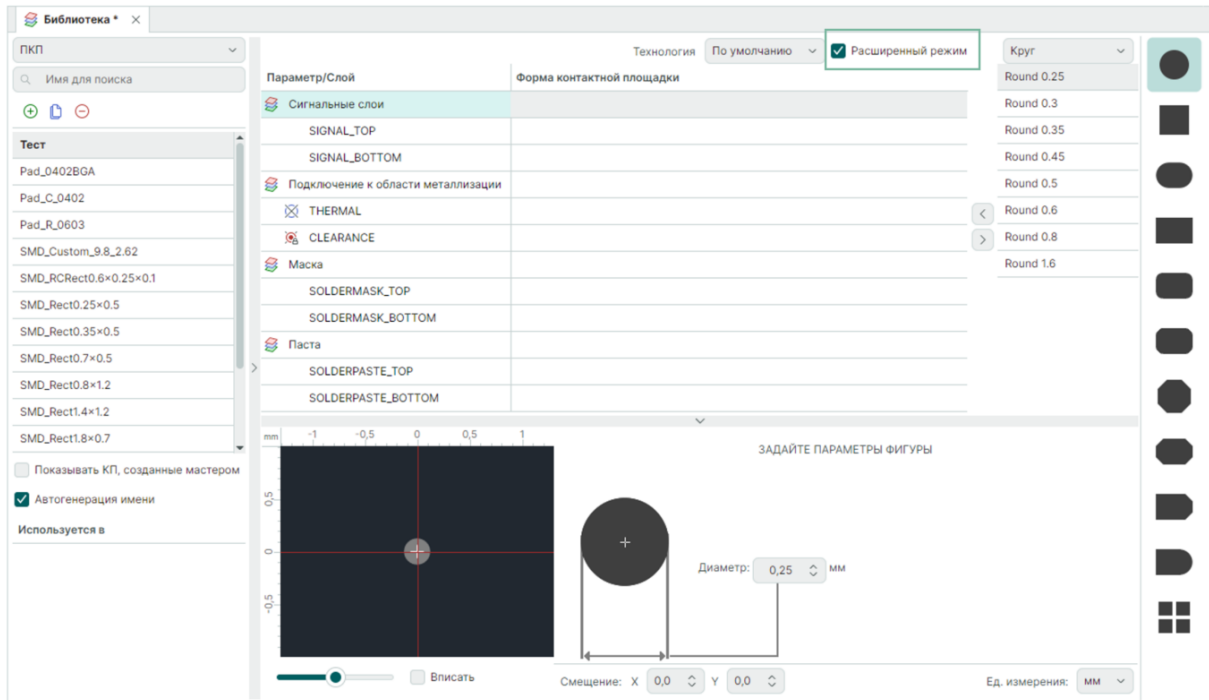 Библиотека *
ПКП
Имя для поиска
Тест
Pad_0402BGA
Pad_C_0402
Pad_R_0603
SMD_Custom_9.8_2.62
SMD_RCRect0.6×0.25×0.1
SMD_Rect0.25×0.5
SMD_Rect0.35×0.5
SMD_Rect0.7×0.5
SMD_Rect0.8×1.2
SMD_Rect1.4×1.2
SMD_Rect1.8×0.7
Показывать КП, созданные мастером
Автогенерация имени
Используется в
Технология По умолчанию Расширенный режим
Параметр/Слой Форма контактной площадки
Сигнальные слои
SIGNAL_TOP
SIGNAL_BOTTOM
Подключение к области металлизации
THERMAL
CLEARANCE
Маска
SOLDERMASK_TOP
SOLDERMASK_BOTTOM
Паста
SOLDERPASTE_TOP
SOLDERPASTE_BOTTOM
Круг
Round 0.25
Round 0.3
Round 0.35
Round 0.45
Round 0.5
Round 0.6
Round 0.8
Round 1.6
mm -1 -0,5 0 0,5 1
0,5
0
-0,5
Вписать
ЗАДАЙТЕ ПАРАМЕТРЫ ФИГУРЫ
Диаметр: 0,25 мм
Смещение: X 0,0 Y 0,0
Ед. измерения: мм